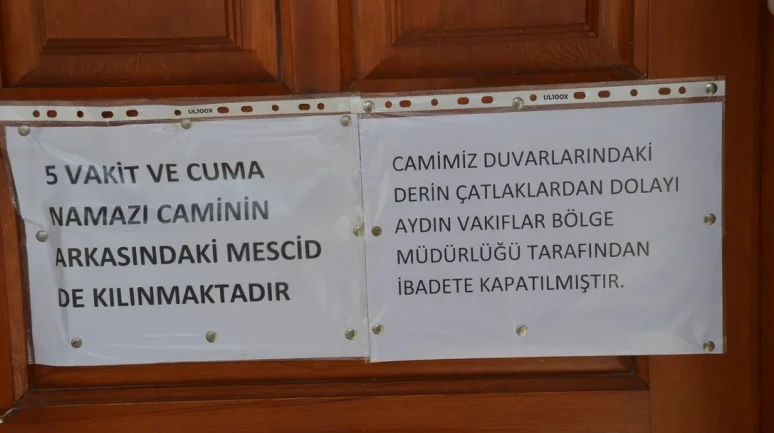 UL100X
5 VAKİT VE CUMA
NAMAZI CAMİNİN
ARKASINDAKİ MESCİD
DE KILINMAKTADIR
UL100X
CAMİMİZ DUVARLARINDAKİ
DERİN ÇATLAKLARDAN DOLAYI
AYDIN VAKIFLAR BÖLGE
MÜDÜRLÜĞÜ TARAFINDAN
İBADETE KAPATILMIŞTIR.